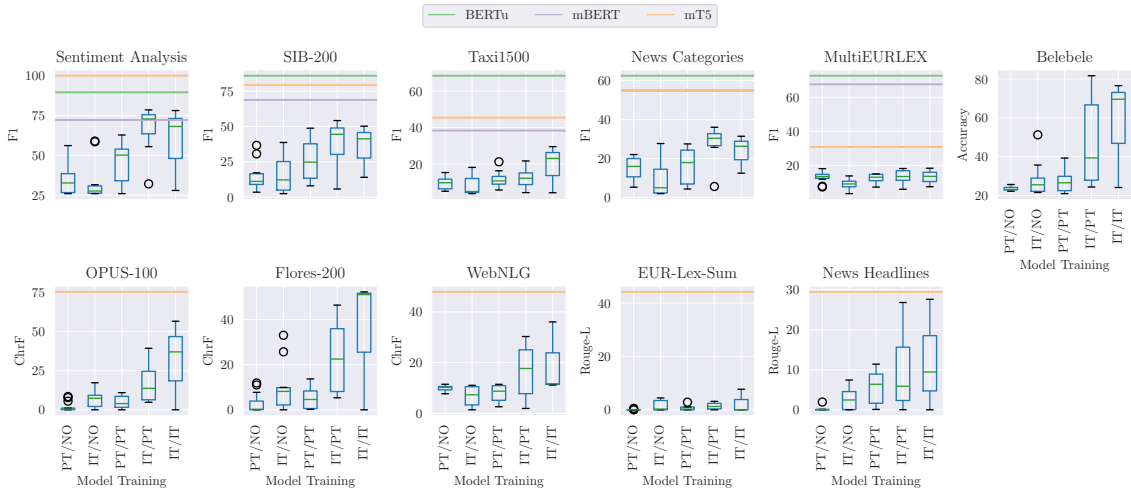 BERTu mBERT mT5
Sentiment Analysis SIB-200 Taxi1500 News Categories MultiEURLEX Belebele
F1 100 75 50 25
F1 75 50 25 0
F1 60 40 20
F1 60 40 20 0
F1 60 40 20 0
Accuracy 80 60 40 20
PT/NO IT/NO PT/PT IT/PT IT/IT
Model Training
OPUS-100 Flores-200 WebNLG EUR-Lex-Sum News Headlines
ChrF 75 50 25 0
ChrF 40 20 0
ChrF 40 20 0
Rouge-L 40 20 0
Rouge-L 30 20 10 0
PT/NO IT/NO PT/PT IT/PT IT/IT
PT/NO IT/NO PT/PT IT/PT IT/IT
PT/NO IT/NO PT/PT IT/PT IT/IT
PT/NO IT/NO PT/PT IT/PT IT/IT
PT/NO IT/NO PT/PT IT/PT IT/IT
Model Training Model Training Model Training Model Training Model Training